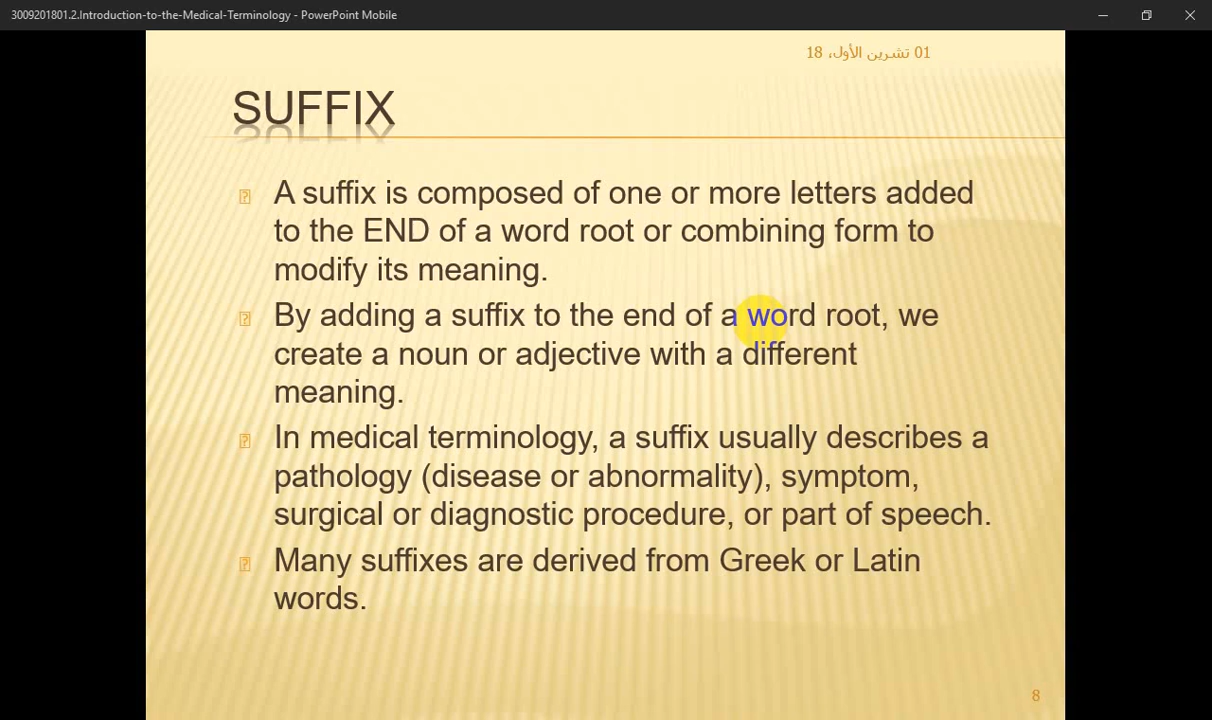 3009201801.2.Introduction-to-the-Medical-Terminology - PowerPoint Mobile
01 تشرين الأول، 18
SUFFIX
A suffix is composed of one or more letters added
to the END of a word root or combining form to
modify its meaning.
By adding a suffix to the end of a word root, we
create a noun or adjective with a different
meaning.
In medical terminology, a suffix usually describes a
pathology (disease or abnormality), symptom,
surgical or diagnostic procedure, or part of speech.
Many suffixes are derived from Greek or Latin
words.
8